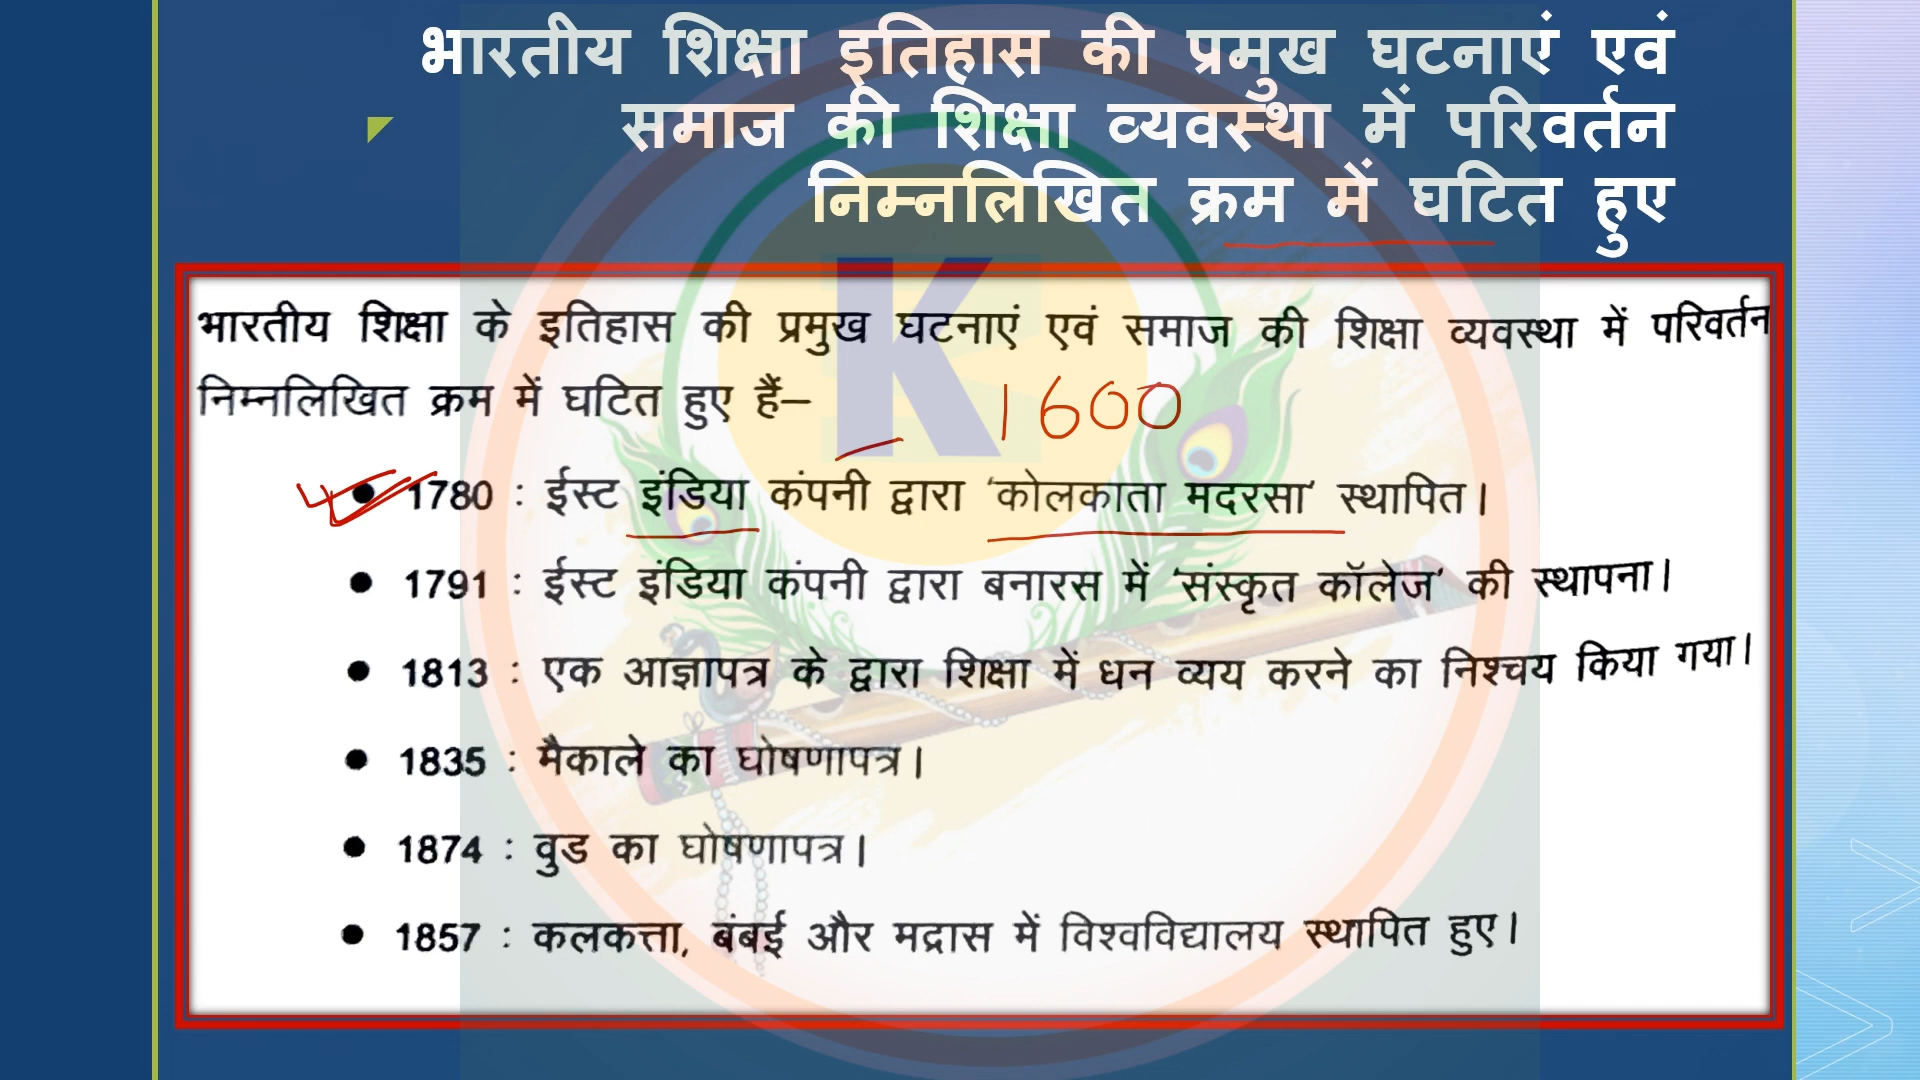 भारतीय शिक्षा इतिहास की प्रमुख घटनाएं एवं
समाज की शिक्षा व्यवस्था में परिवर्तन
निम्नलिखित क्रम में घटित हुए
K
भारतीय शिक्षा के इतिहास की प्रमुख घटनाएं एवं समाज की शिक्षा व्यवस्था में परिवर्तन
निम्नलिखित क्रम में घटित हुए हैं–
1600
● 1780 : ईस्ट इंडिया कंपनी द्वारा 'कोलकाता मदरसा' स्थापित।
● 1791 : ईस्ट इंडिया कंपनी द्वारा बनारस में 'संस्कृत कॉलेज' की स्थापना।
● 1813 : एक आज्ञापत्र के द्वारा शिक्षा में धन व्यय करने का निश्चय किया गया।
● 1835 : मैकाले का घोषणापत्र।
● 1874 : वुड का घोषणापत्र।
● 1857 : कलकत्ता, बंबई और मद्रास में विश्वविद्यालय स्थापित हुए।